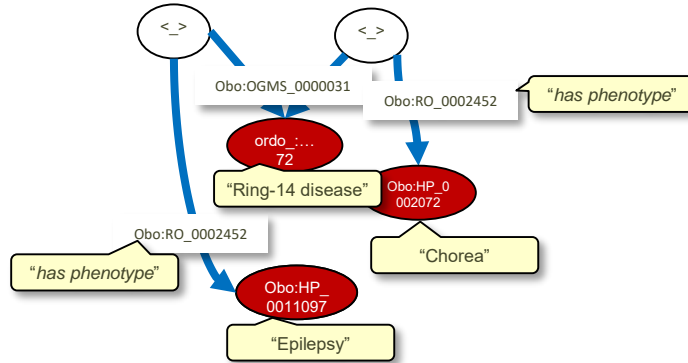 <_>
<_>
Obo:OGMS_0000031
Obo:RO_0002452
“has phenotype”
ordo_:…
72
“Ring-14 disease”
Obo:HP_0
002072
Obo:RO_0002452
“Chorea”
“has phenotype”
Obo:HP_
0011097
“Epilepsy”